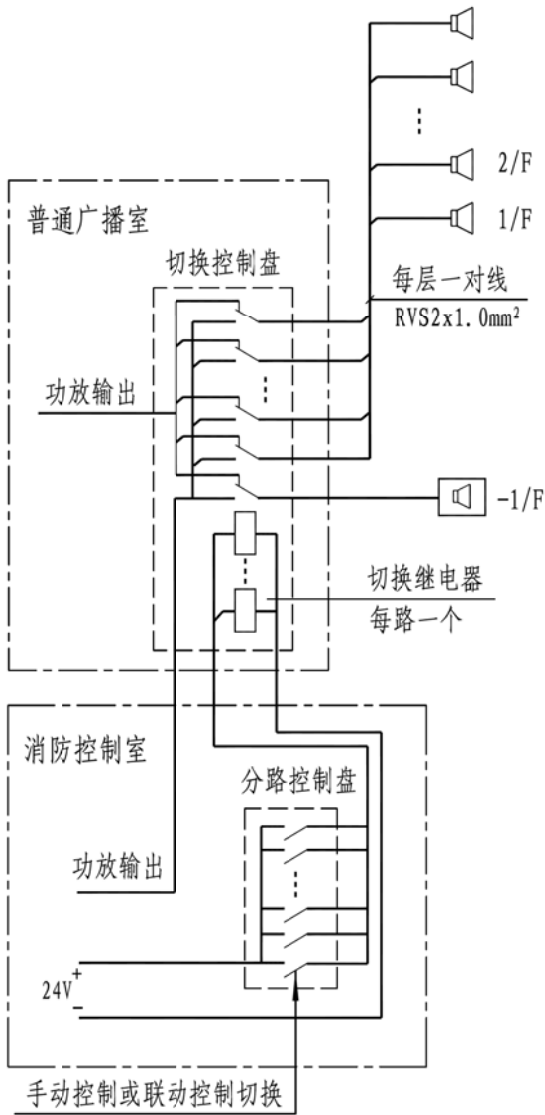 2/F
1/F
普通广播室
切换控制盘
每层一对线
RVS2x1.0mm²
功放输出
-1/F
切换继电器
每路一个
消防控制室
分路控制盘
功放输出
+
24V
−
手动控制或联动控制切换